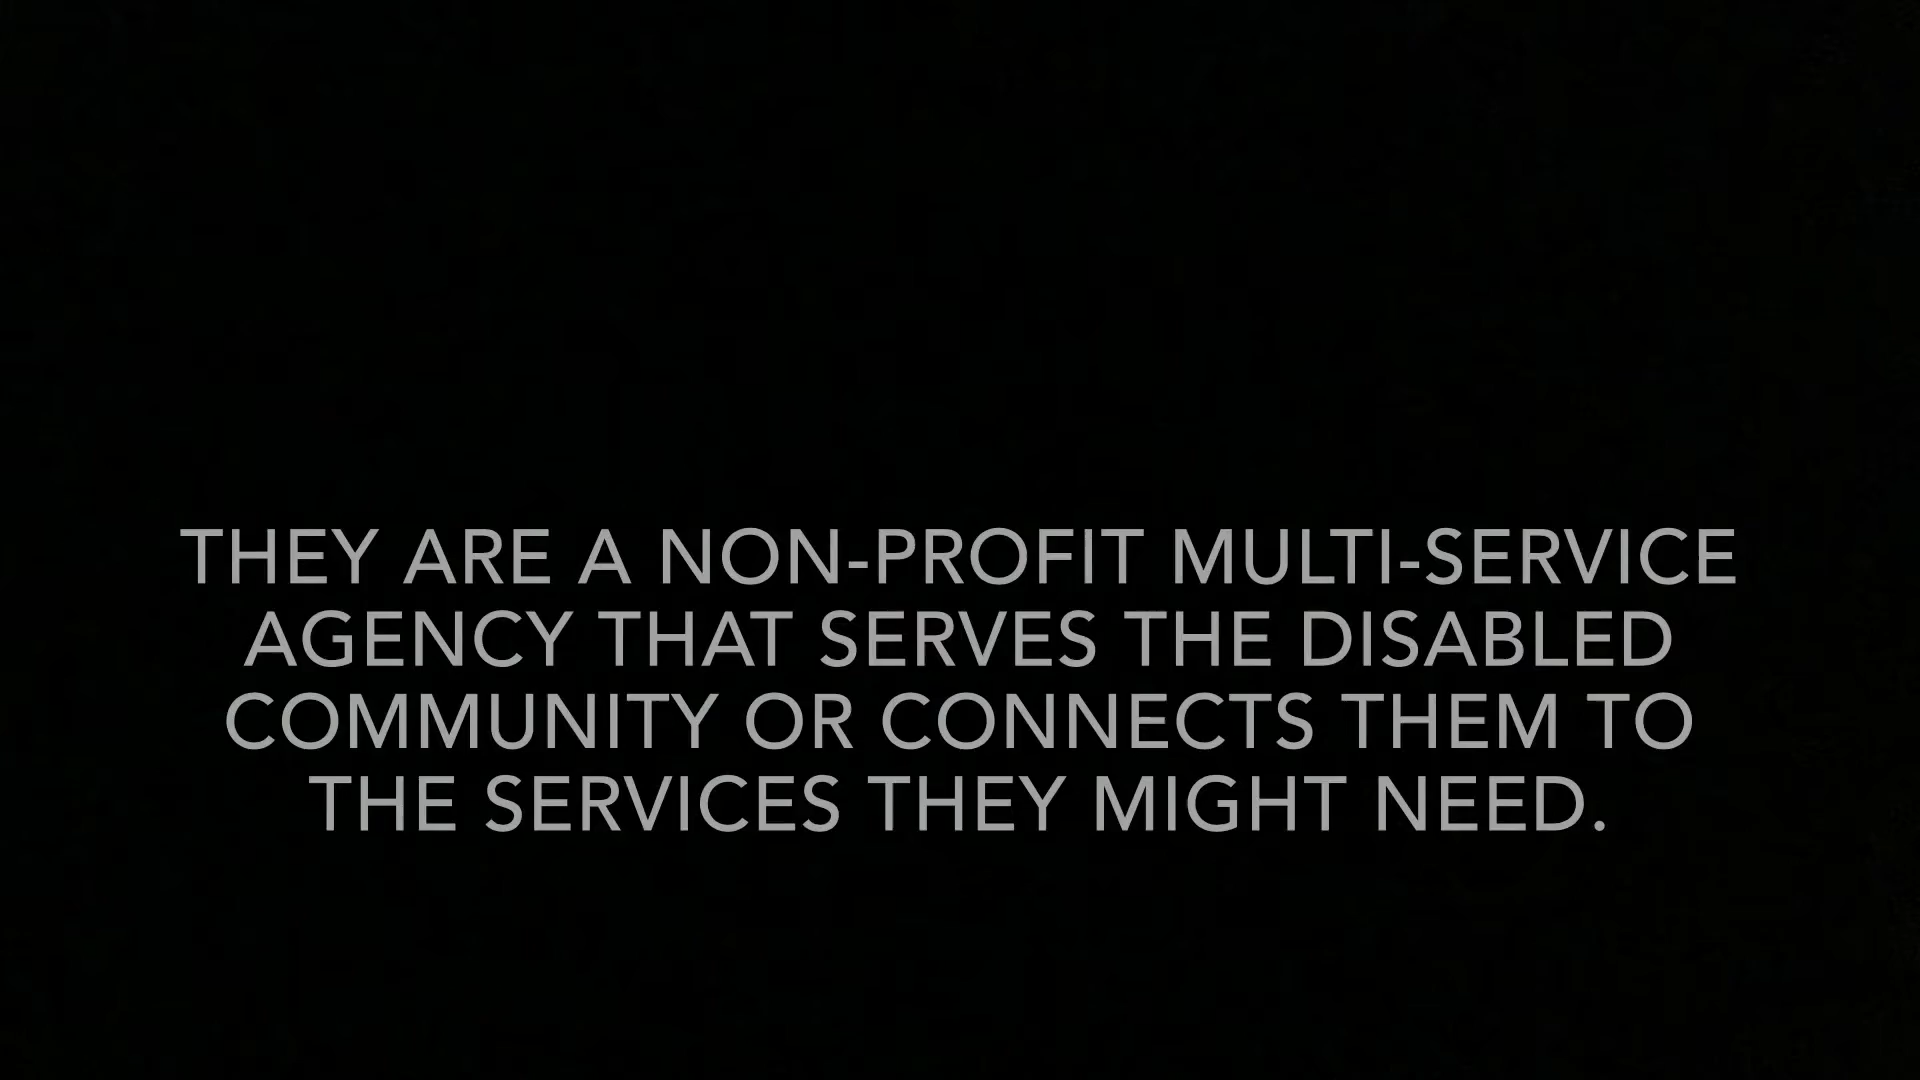 THEY ARE A NON-PROFIT MULTI-SERVICE
AGENCY THAT SERVES THE DISABLED
COMMUNITY OR CONNECTS THEM TO
THE SERVICES THEY MIGHT NEED.